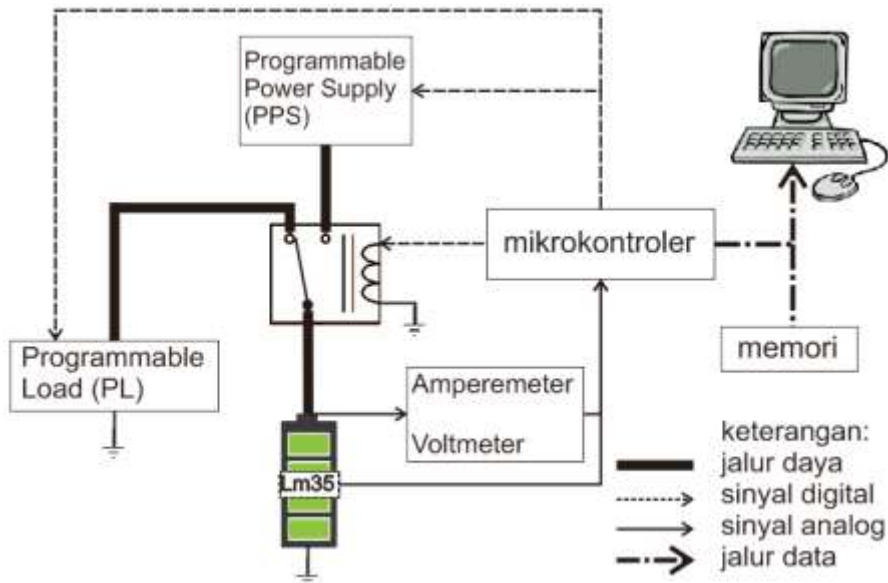 Programmable
Power Supply
(PPS)
mikrokontroler
Programmable
Load (PL)
memori
Amperemeter
Voltmeter
Lm35
keterangan:
jalur daya
sinyal digital
sinyal analog
jalur data